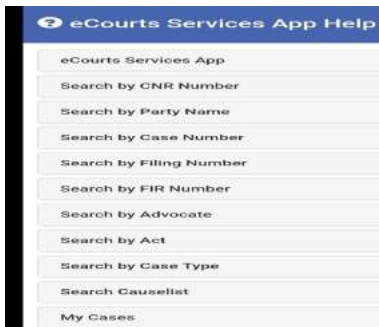 eCourts Services App Help
eCourts Services App
Search by CNR Number
Search by Party Name
Search by Case Number
Search by Filing Number
Search by FIR Number
Search by Advocate
Search by Act
Search by Case Type
Search Causelist
My Cases